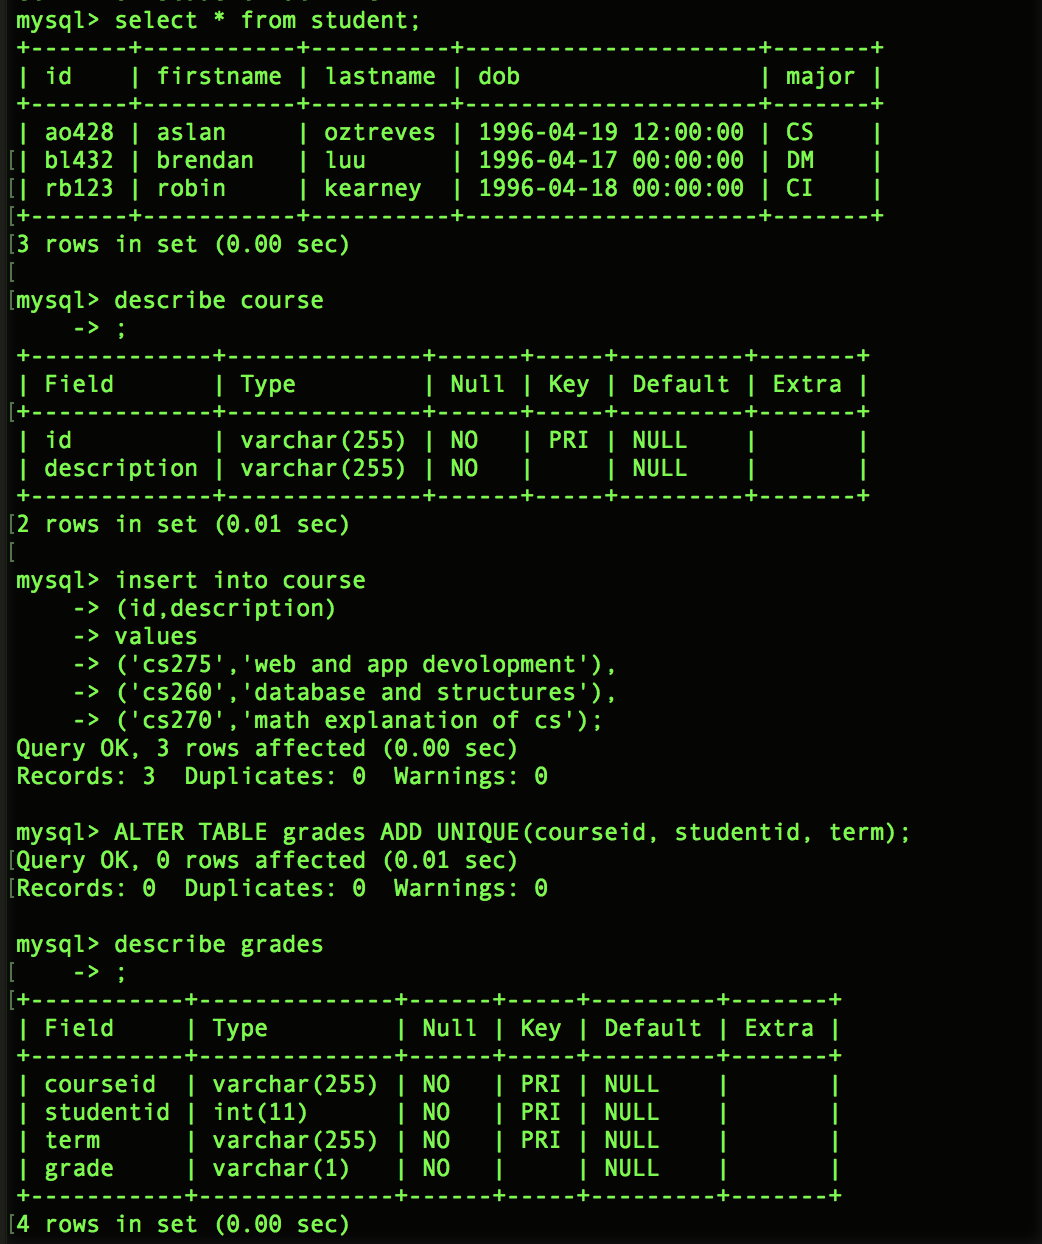 mysql> select * from student;
+-------+-----------+----------+---------------------+-------+
| id    | firstname | lastname | dob                 | major |
+-------+-----------+----------+---------------------+-------+
| ao428 | aslan     | oztreves | 1996-04-19 12:00:00 | CS    |
[| bl432 | brendan   | luu      | 1996-04-17 00:00:00 | DM    |
[| rb123 | robin     | kearney  | 1996-04-18 00:00:00 | CI    |
[+-------+-----------+----------+---------------------+-------+
[3 rows in set (0.00 sec)
[
[mysql> describe course
    -> ;
+-------------+--------------+------+-----+---------+-------+
| Field       | Type         | Null | Key | Default | Extra |
[+-------------+--------------+------+-----+---------+-------+
| id          | varchar(255) | NO   | PRI | NULL    |       |
| description | varchar(255) | NO   |     | NULL    |       |
+-------------+--------------+------+-----+---------+-------+
[2 rows in set (0.01 sec)
[
mysql> insert into course
    -> (id,description)
    -> values
    -> ('cs275','web and app devolopment'),
    -> ('cs260','database and structures'),
    -> ('cs270','math explanation of cs');
Query OK, 3 rows affected (0.00 sec)
Records: 3  Duplicates: 0  Warnings: 0

mysql> ALTER TABLE grades ADD UNIQUE(courseid, studentid, term);
[Query OK, 0 rows affected (0.01 sec)
[Records: 0  Duplicates: 0  Warnings: 0

mysql> describe grades
[    -> ;
[+-----------+--------------+------+-----+---------+-------+
| Field     | Type         | Null | Key | Default | Extra |
+-----------+--------------+------+-----+---------+-------+
| courseid  | varchar(255) | NO   | PRI | NULL    |       |
| studentid | int(11)      | NO   | PRI | NULL    |       |
| term      | varchar(255) | NO   | PRI | NULL    |       |
| grade     | varchar(1)   | NO   |     | NULL    |       |
+-----------+--------------+------+-----+---------+-------+
[4 rows in set (0.00 sec)